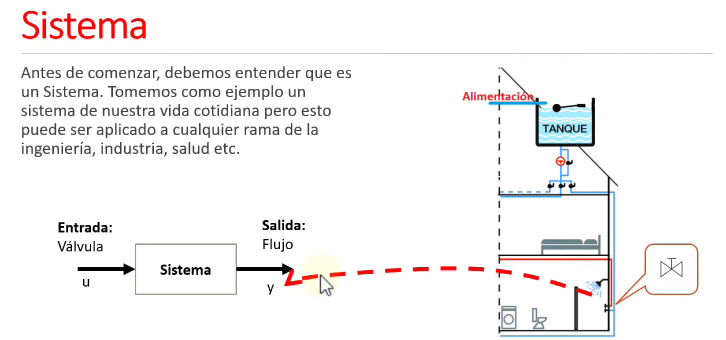 Sistema
Antes de comenzar, debemos entender que es
un Sistema. Tomemos como ejemplo un
sistema de nuestra vida cotidiana pero esto
puede ser aplicado a cualquier rama de la
ingeniería, industria, salud etc.
Alimentación
TANQUE
Entrada:
Válvula
u
Sistema
Salida:
Flujo
y